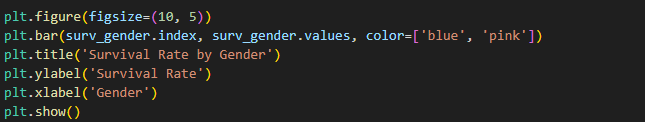 plt.figure(figsize=(10, 5))
plt.bar(surv_gender.index, surv_gender.values, color=['blue', 'pink'])
plt.title('Survival Rate by Gender')
plt.ylabel('Survival Rate')
plt.xlabel('Gender')
plt.show()